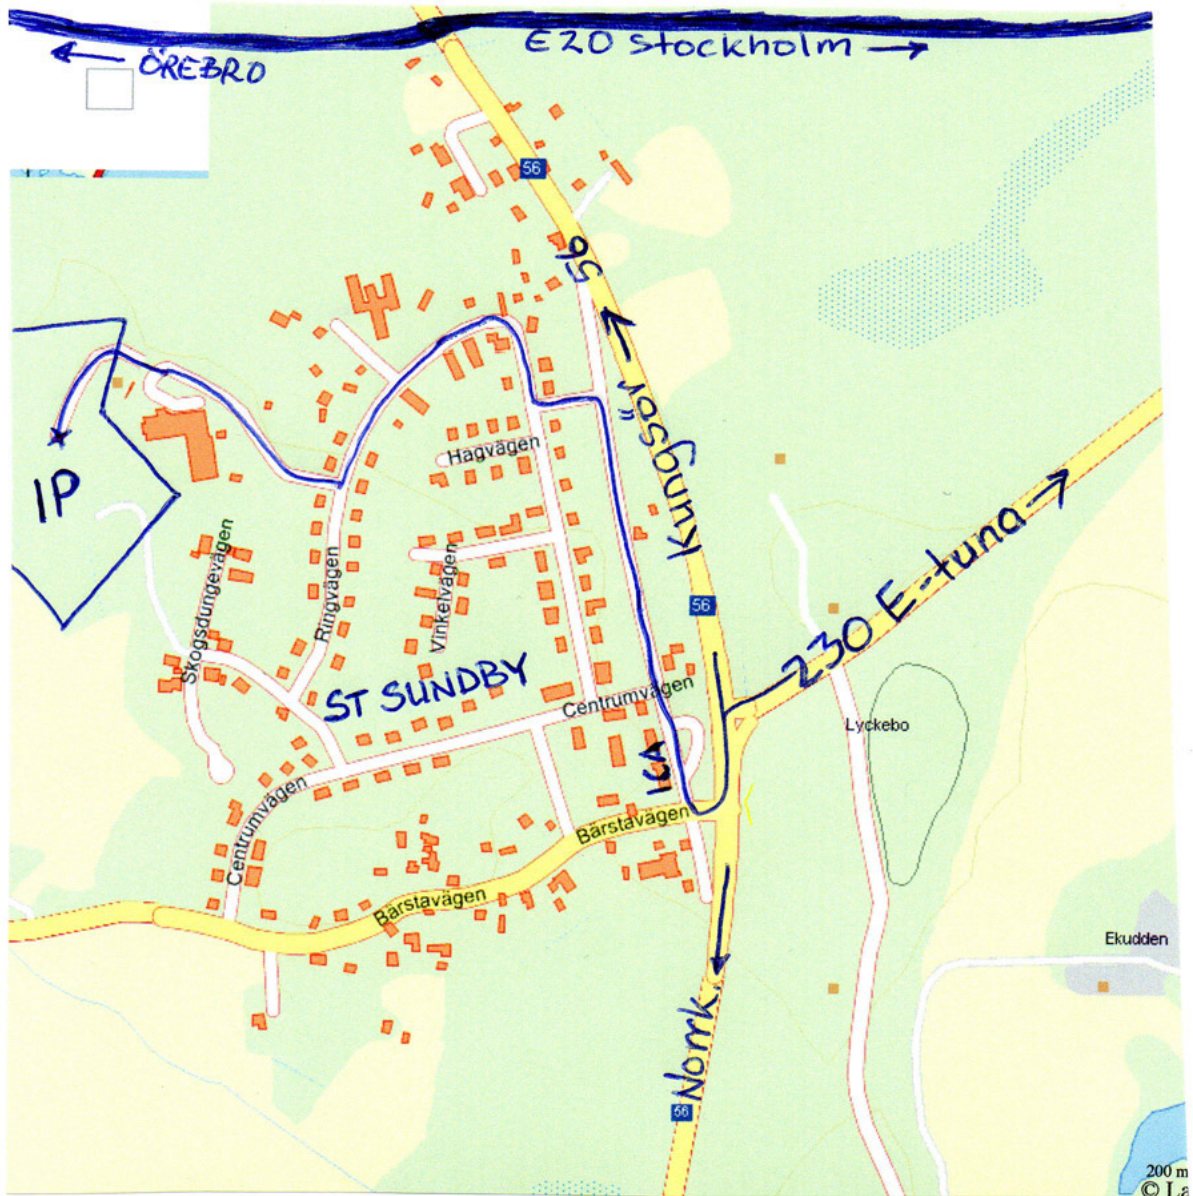 E20 Stockholm →
← ÖREBRO
56
56
Kungsör
Hagvägen
IP
Skogsdungevägen
Ringvägen
Vinkelvägen
56
230 E-tuna →
ST SUNDBY
Centrumvägen
Lyckebo
ICA
Centrumvägen
Bärstavägen
Bärstavägen
Ekudden
Norrk.
56
200 m